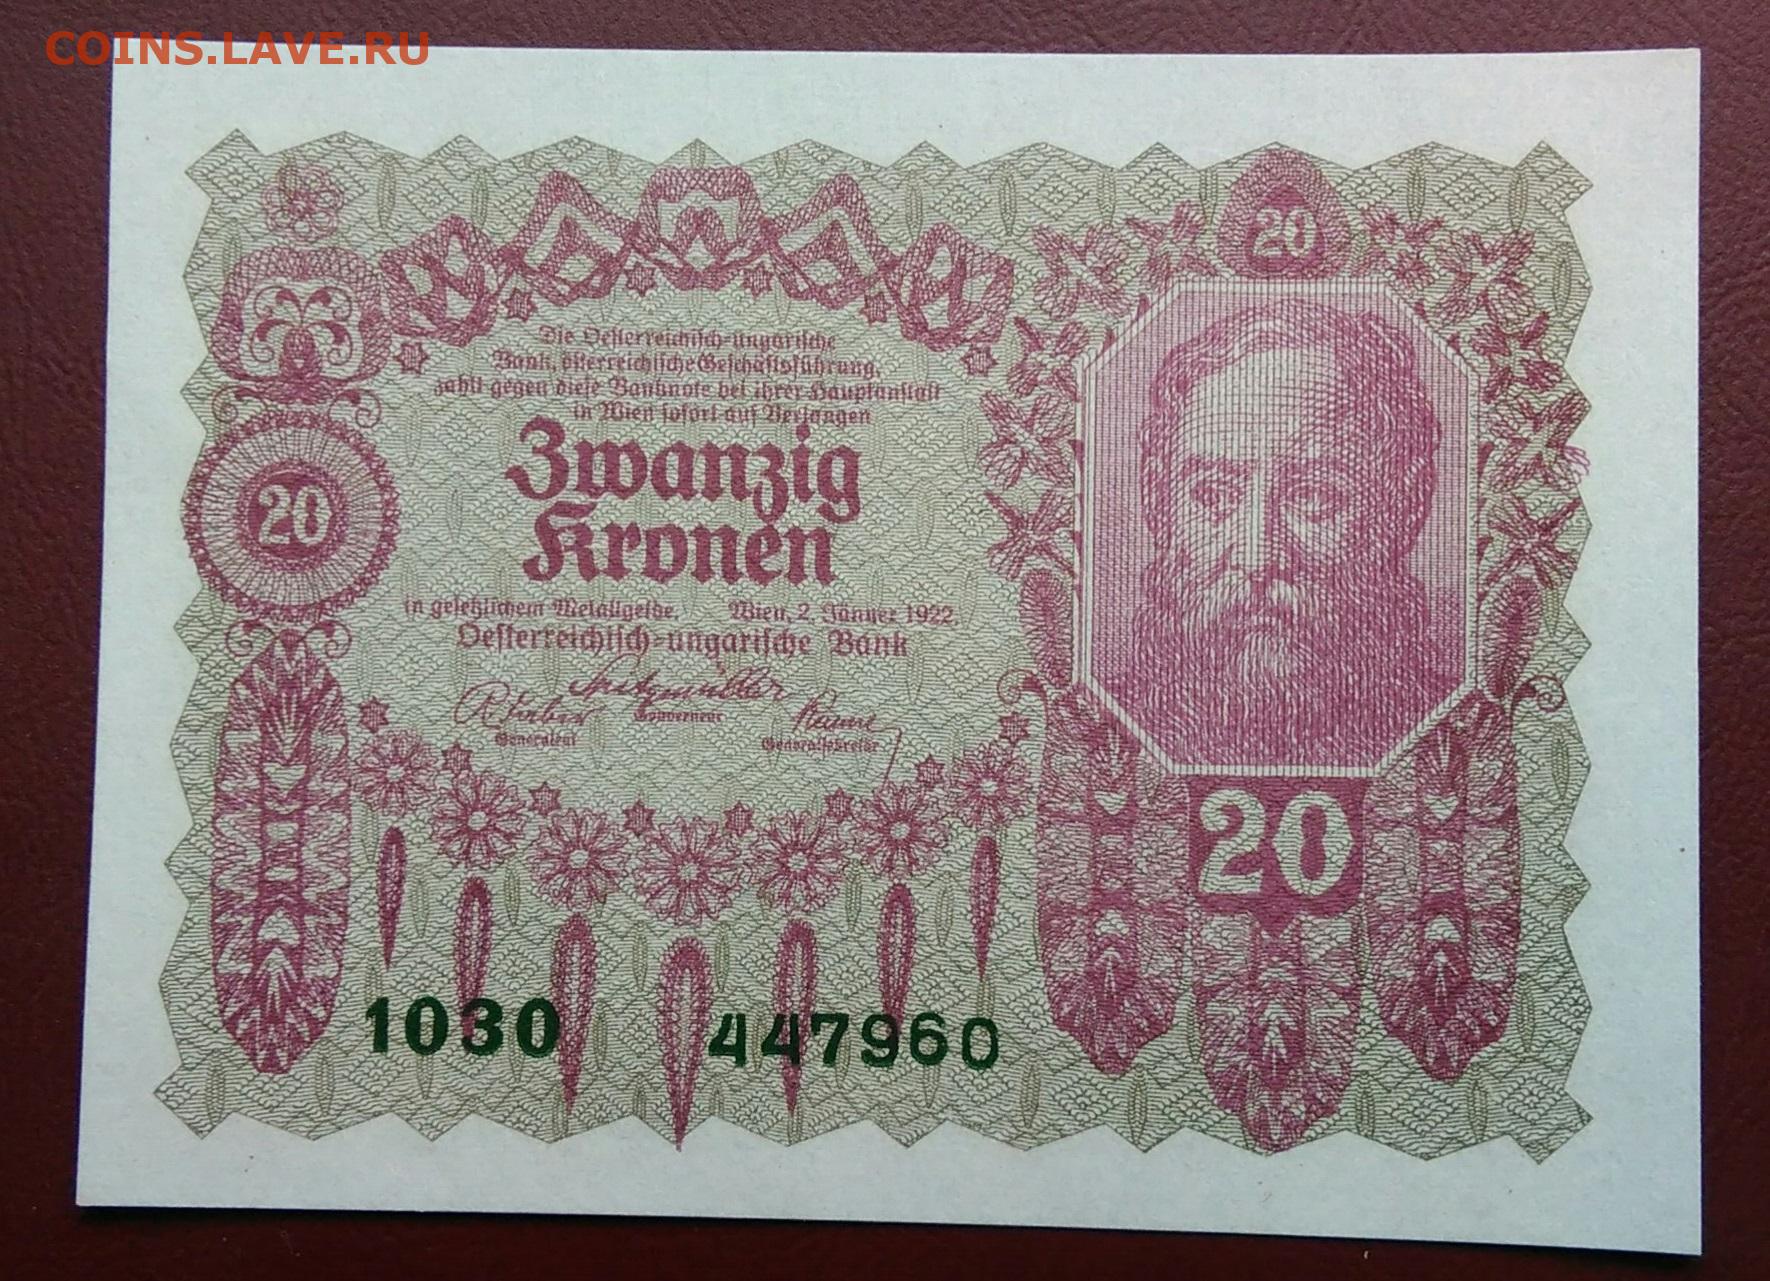 COINS.LAVE.RU
20
Die Oesterreichisch-ungarische
Bank, österreichische Geschäftsführung,
zahlt gegen diese Banknote bei ihrer Hauptanstalt
in Wien sofort auf Verlangen
Zwanzig
Kronen
20
in gesetzlichem Metallgelde. Wien, 2. Jänner 1922.
Oesterreichisch-ungarische Bank
Spitzmüller
Gouverneur
Generalrat
Generalsekretär
20
1030 447960